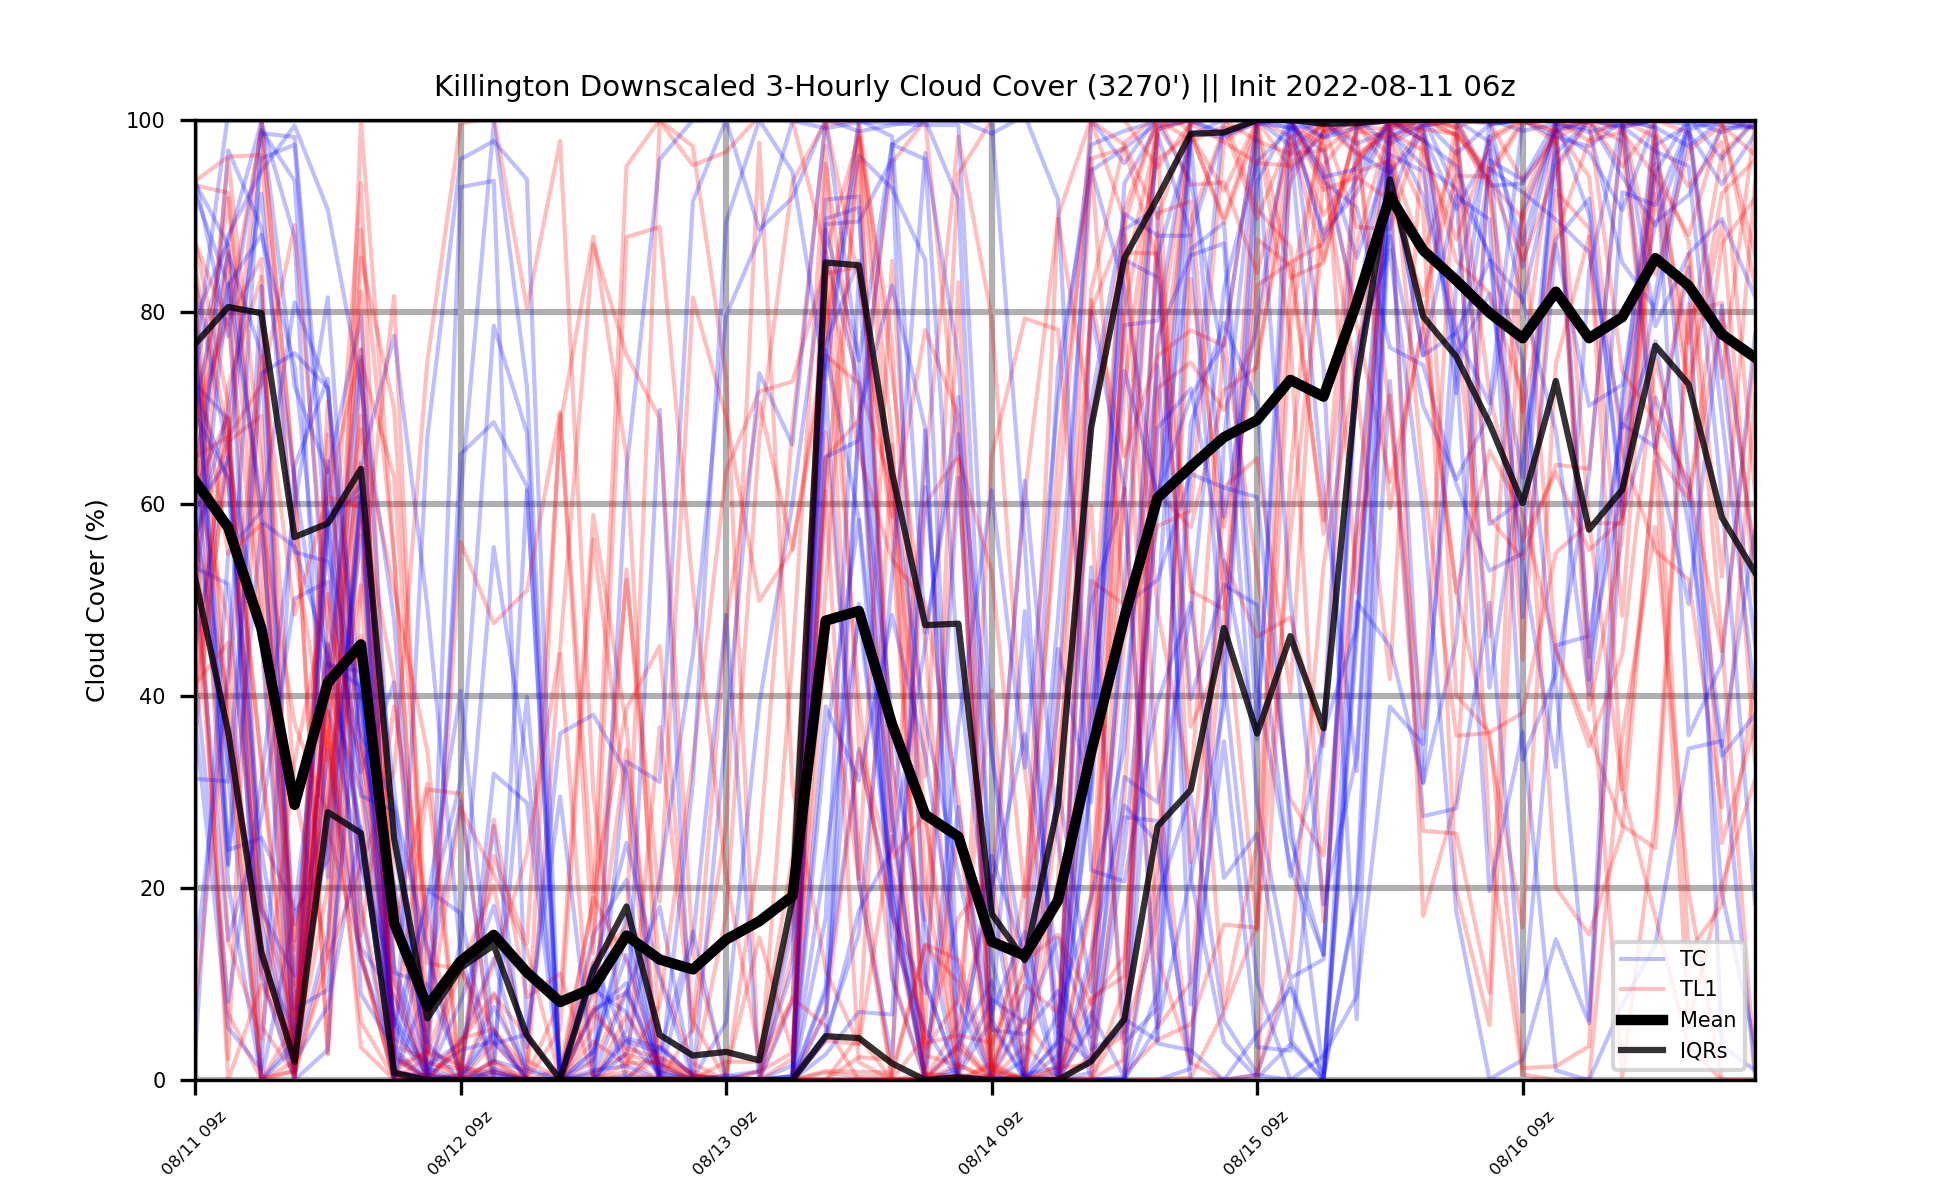 Killington Downscaled 3-Hourly Cloud Cover (3270') || Init 2022-08-11 06z
Cloud Cover (%)
100
80
60
40
20
0
TC
TL1
Mean
IQRs
08/11 09z
08/12 09z
08/13 09z
08/14 09z
08/15 09z
08/16 09z